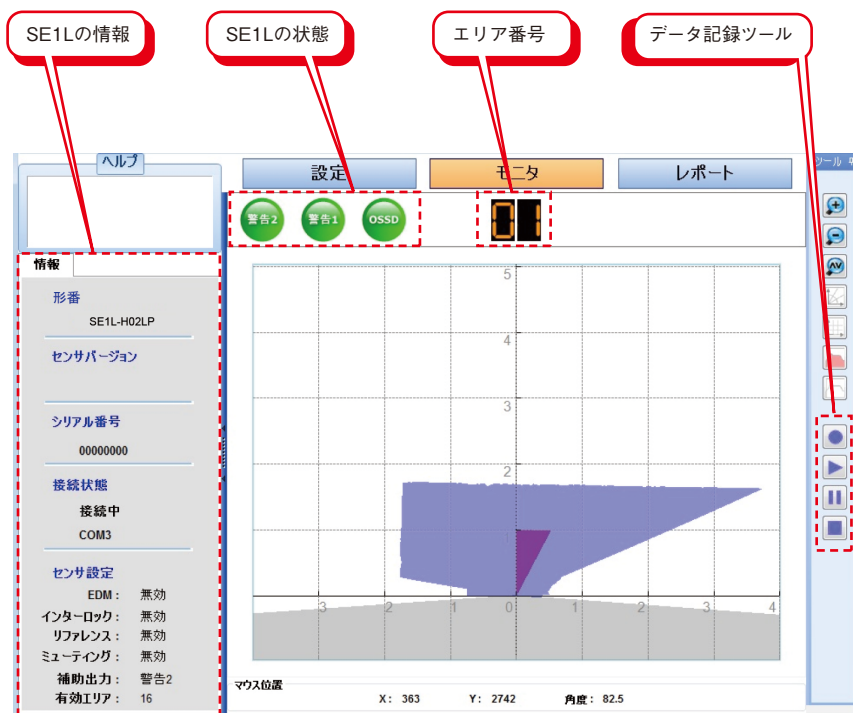 SE1Lの情報
SE1Lの状態
エリア番号
データ記録ツール
ヘルプ
設定
モニタ
レポート
ツール
警告2
警告1
OSSD
01
情報
形番
SE1L-H02LP
センサバージョン
シリアル番号
00000000
接続状態
接続中
COM3
センサ設定
EDM： 無効
インターロック： 無効
リファレンス： 無効
ミューティング： 無効
補助出力： 警告2
有効エリア： 16
5
4
3
2
1
3 2 1 0 1 2 3 4
マウス位置
X: 363 Y: 2742 角度: 82.5